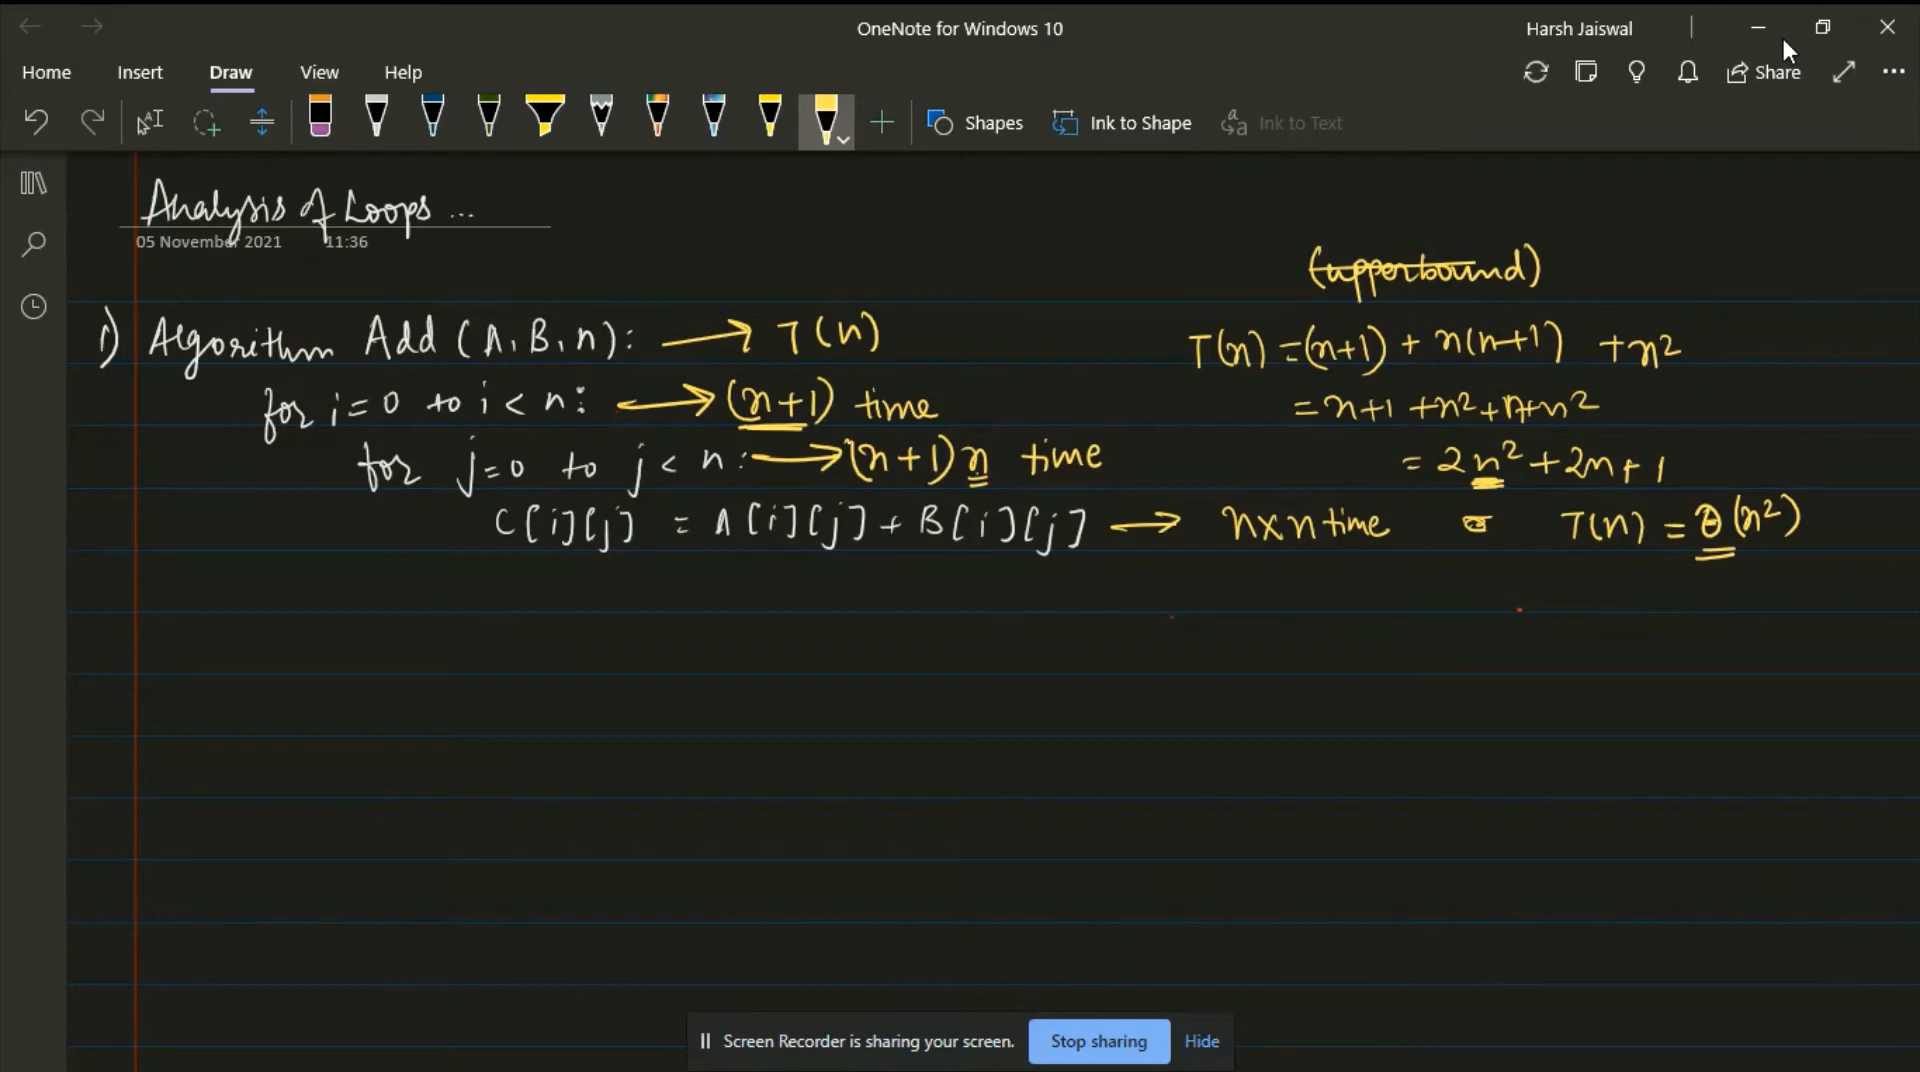 OneNote for Windows 10
Harsh Jaiswal
Home Insert Draw View Help
Share
Shapes Ink to Shape Ink to Text
Analysis of Loops ...
05 November 2021 11:36
(upperbound)
1) Algorithm Add (A, B, n): → T(n)
T(n) = (n+1) + n(n+1) + n²
for i = 0 to i < n: → (n+1) time
= n+1 + n² + n + n²
for j = 0 to j < n: → (n+1) n time
= 2n² + 2n + 1
C[i][j] = A[i][j] + B[i][j] → n×n time
T(n) = θ(n²)
Screen Recorder is sharing your screen. Stop sharing Hide